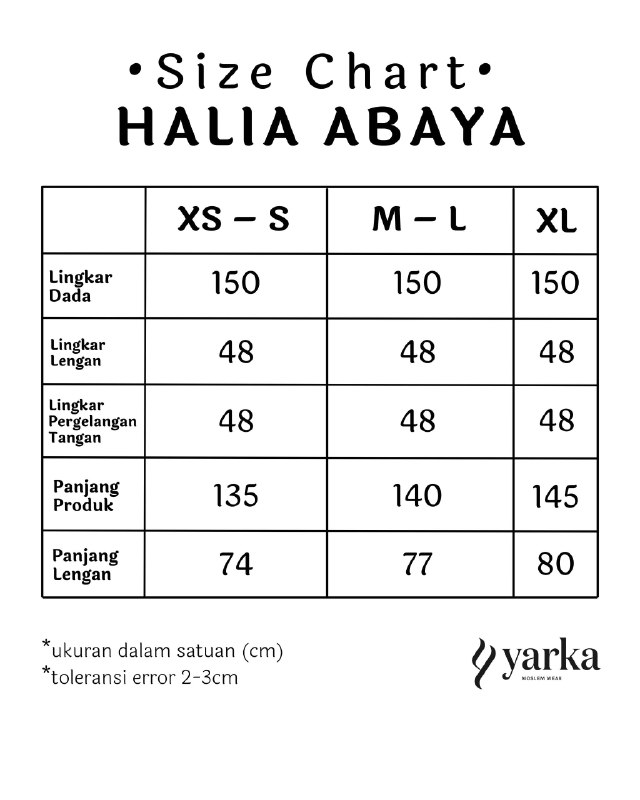 •Size Chart•
HALIA ABAYA
XS – S M – L XL
Lingkar
Dada
150 150 150
Lingkar
Lengan
48 48 48
Lingkar
Pergelangan
Tangan
48 48 48
Panjang
Produk
135 140 145
Panjang
Lengan
74 77 80
*ukuran dalam satuan (cm)
*toleransi error 2-3cm
yarka
MOSLEM WEAR